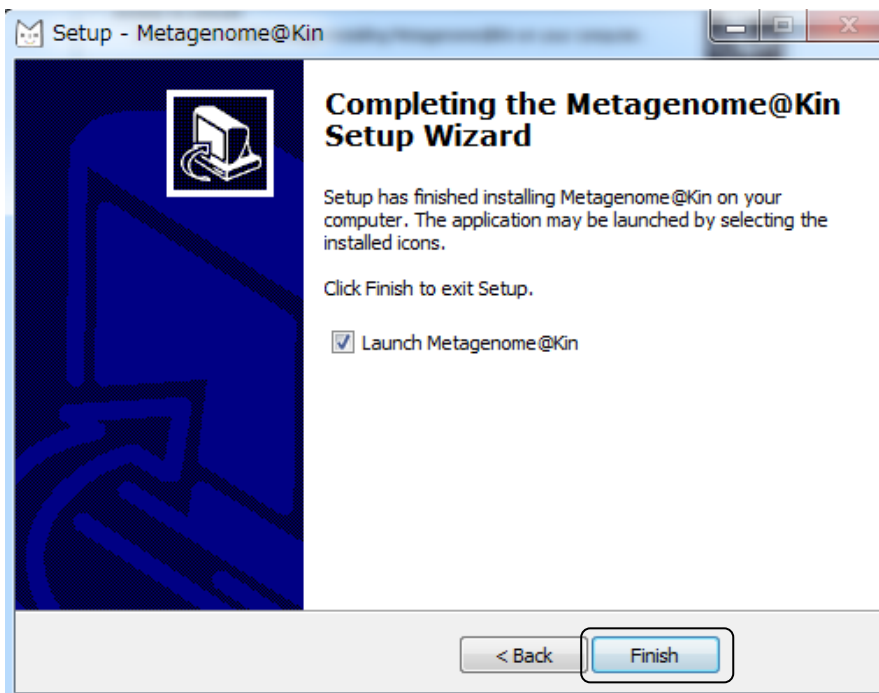 Setup - Metagenome@Kin
Completing the Metagenome@Kin
Setup Wizard
Setup has finished installing Metagenome@Kin on your
computer. The application may be launched by selecting the
installed icons.
Click Finish to exit Setup.
Launch Metagenome@Kin
< Back
Finish